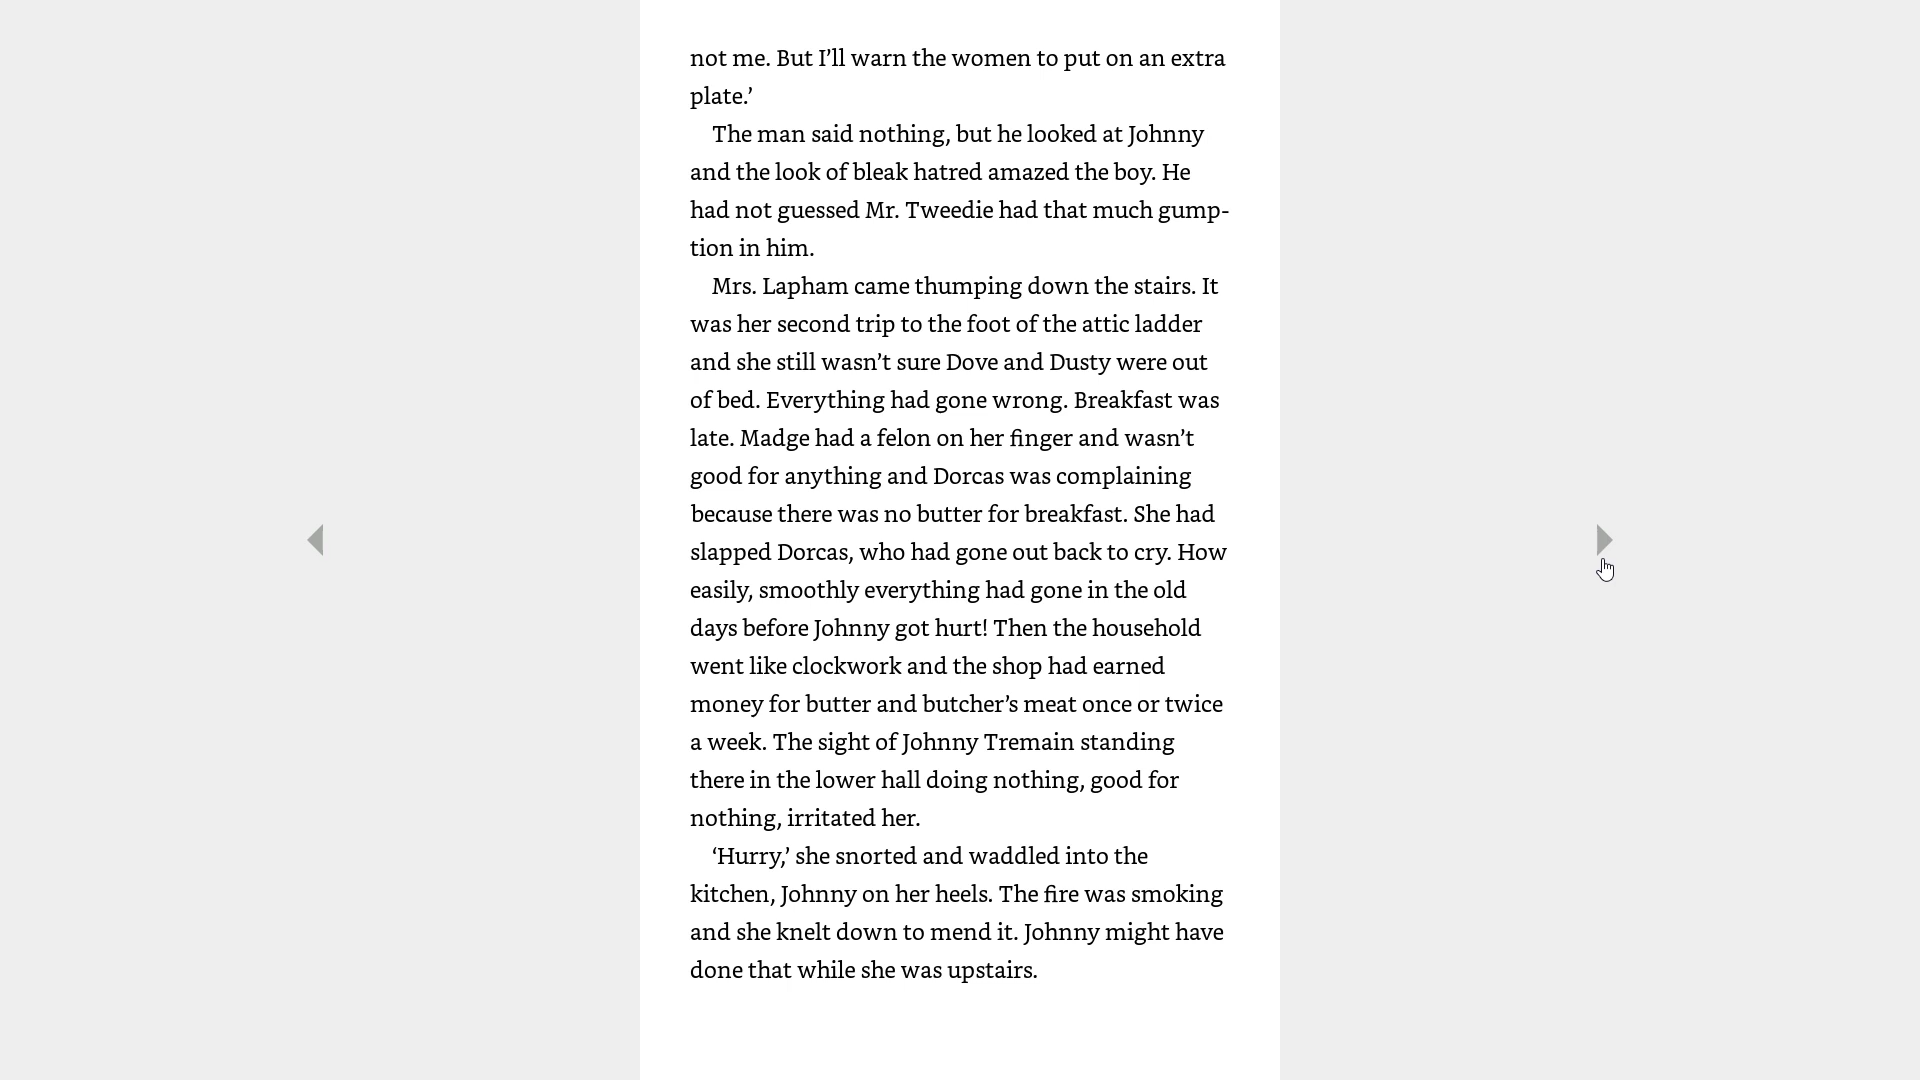 not me. But I’ll warn the women to put on an extra
plate.’
The man said nothing, but he looked at Johnny
and the look of bleak hatred amazed the boy. He
had not guessed Mr. Tweedie had that much gump-
tion in him.
Mrs. Lapham came thumping down the stairs. It
was her second trip to the foot of the attic ladder
and she still wasn’t sure Dove and Dusty were out
of bed. Everything had gone wrong. Breakfast was
late. Madge had a felon on her finger and wasn’t
good for anything and Dorcas was complaining
because there was no butter for breakfast. She had
slapped Dorcas, who had gone out back to cry. How
easily, smoothly everything had gone in the old
days before Johnny got hurt! Then the household
went like clockwork and the shop had earned
money for butter and butcher’s meat once or twice
a week. The sight of Johnny Tremain standing
there in the lower hall doing nothing, good for
nothing, irritated her.
‘Hurry,’ she snorted and waddled into the
kitchen, Johnny on her heels. The fire was smoking
and she knelt down to mend it. Johnny might have
done that while she was upstairs.